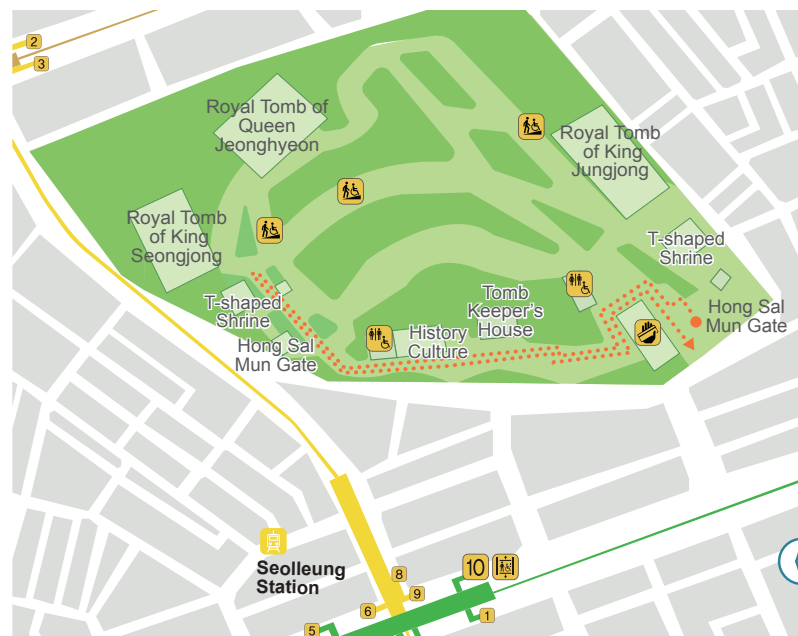 2
3
Royal Tomb of
Queen
Jeonghyeon
Royal Tomb
of King
Jungjong
Royal Tomb
of King
Seongjong
T-shaped
Shrine
T-shaped
Shrine
Hong Sal
Mun Gate
History
Culture
Tomb
Keeper's
House
Hong Sal
Mun Gate
Seolleung
Station
8
9
10
6
5
1